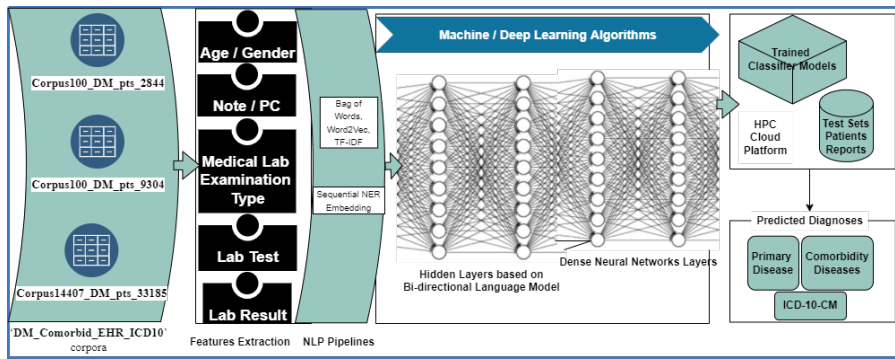 Corpus100_DM_pts_2844
Corpus100_DM_pts_9304
Corpus14407_DM_pts_33185
'DM_Comorbid_EHR_ICD10'
corpora
Age / Gender
Note / PC
Medical Lab
Examination
Type
Lab Test
Lab Result
Features Extraction
Bag of
Words,
Word2Vec,
TF-IDF
Sequential NER
Embedding
NLP Pipelines
Machine / Deep Learning Algorithms
Hidden Layers based on
Bi-directional Language Model
Dense Neural Networks Layers
Trained
Classifier Models
HPC
Cloud
Platform
Test Sets
Patients
Reports
Predicted Diagnoses
Primary
Disease
Comorbidity
Diseases
ICD-10-CM